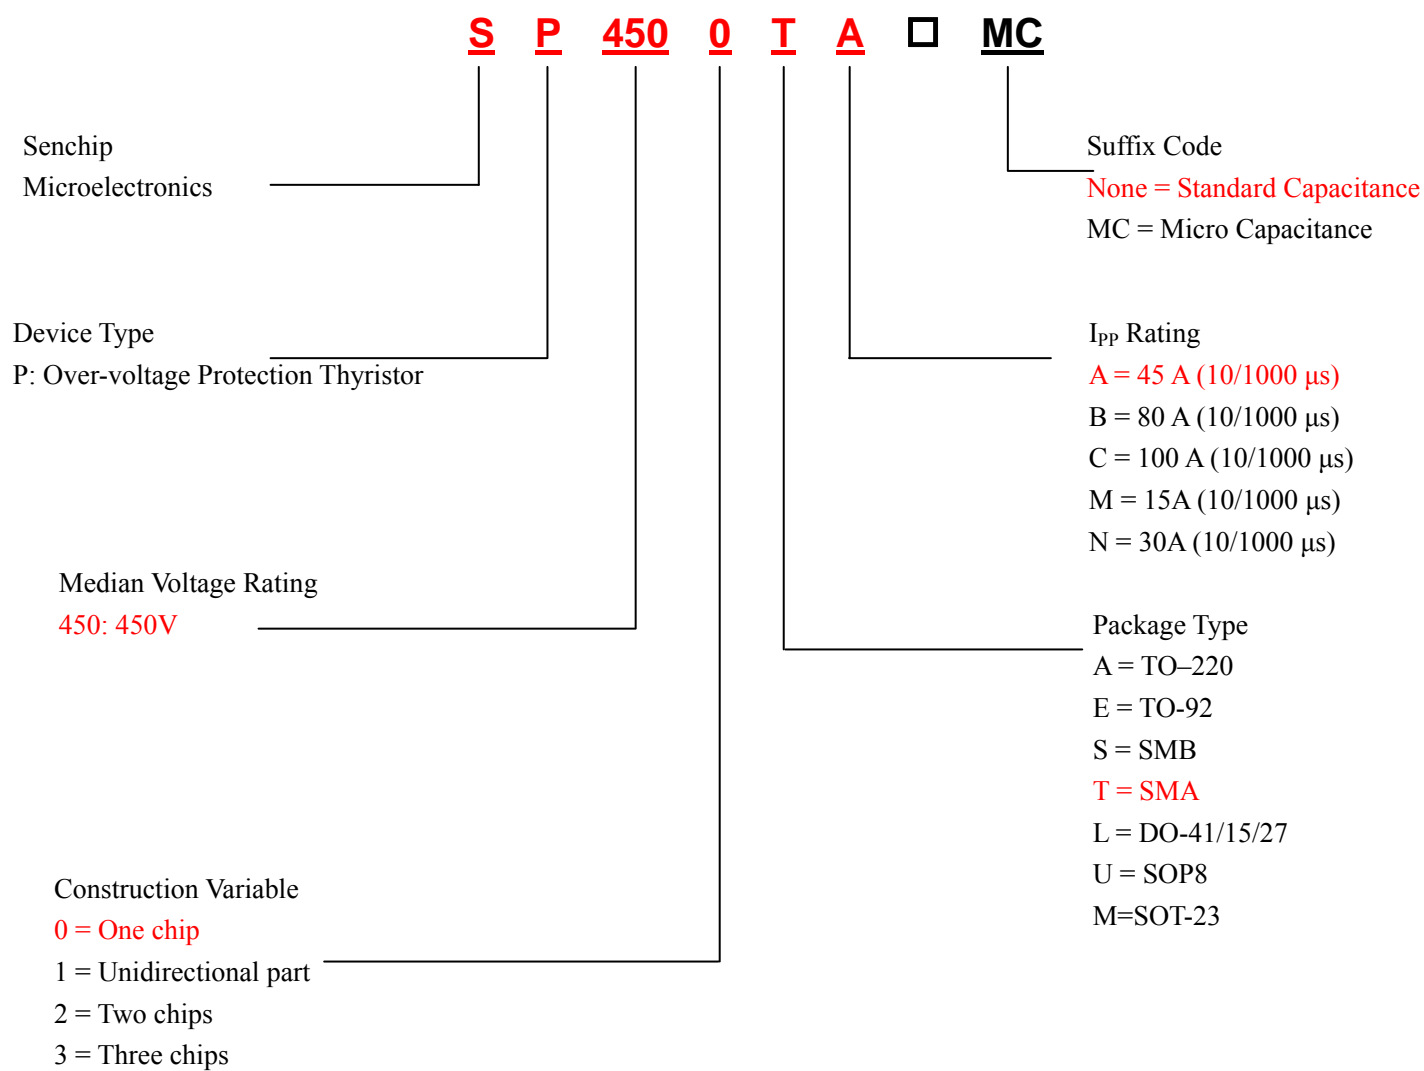 S P 450 0 T A □ MC
Senchip
Microelectronics
Suffix Code
None = Standard Capacitance
MC = Micro Capacitance
Device Type
P: Over-voltage Protection Thyristor
IPP Rating
A = 45 A (10/1000 μs)
B = 80 A (10/1000 μs)
C = 100 A (10/1000 μs)
M = 15A (10/1000 μs)
N = 30A (10/1000 μs)
Median Voltage Rating
450: 450V
Package Type
A = TO–220
E = TO-92
S = SMB
T = SMA
L = DO-41/15/27
U = SOP8
M=SOT-23
Construction Variable
0 = One chip
1 = Unidirectional part
2 = Two chips
3 = Three chips